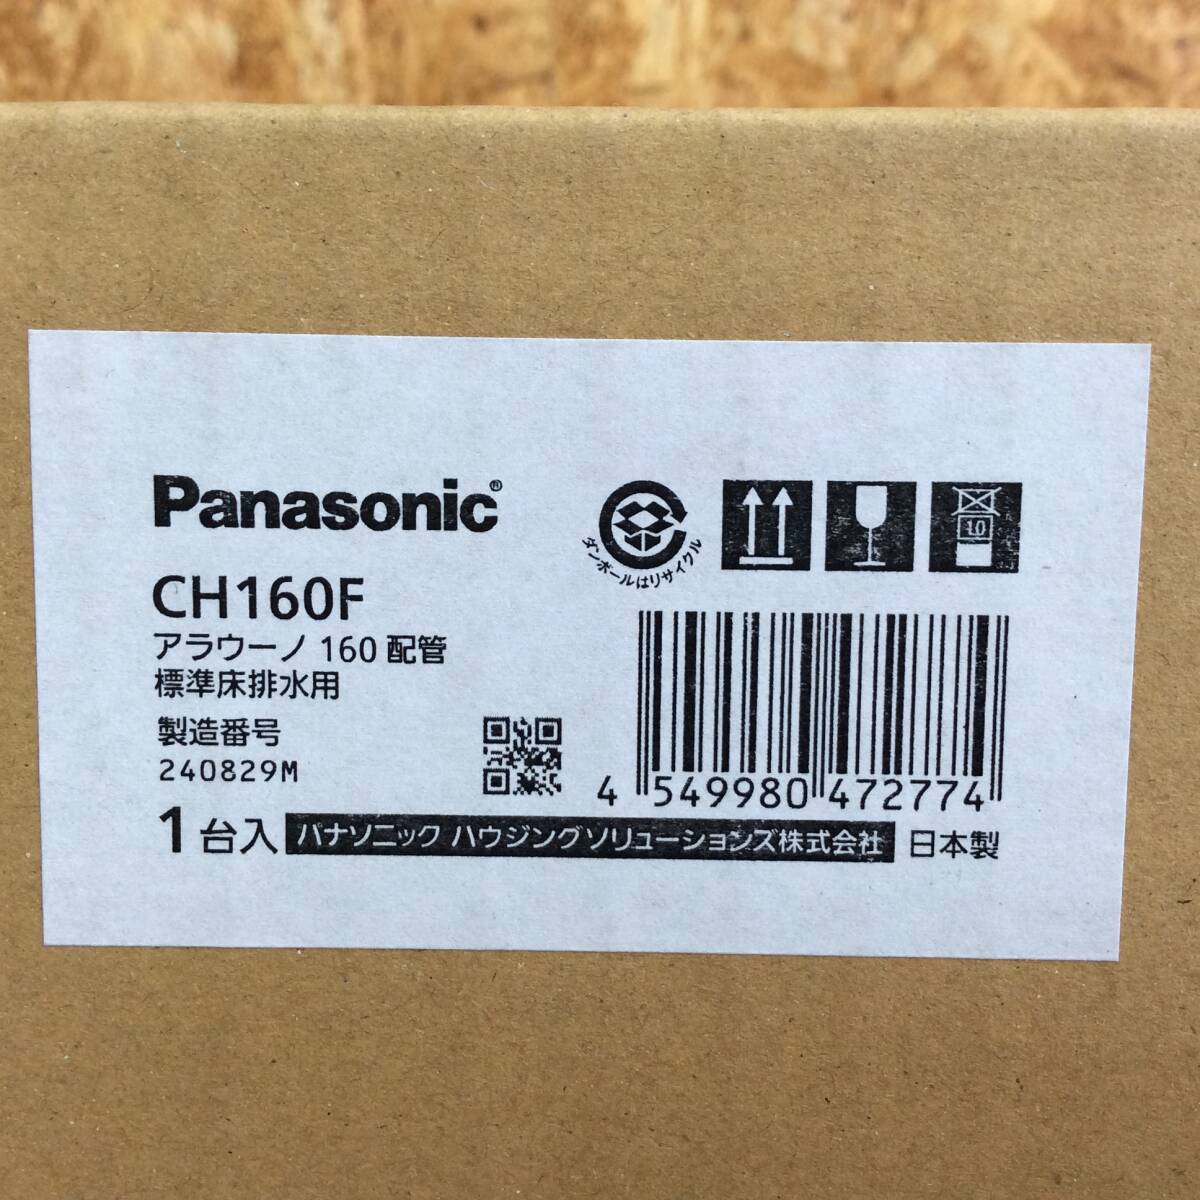 Panasonic®
ダンボールはリサイクル
10
CH160F
アラウーノ 160 配管
標準床排水用
製造番号
240829M
4 549980 472774
1台入 パナソニック ハウジングソリューションズ株式会社 日本製